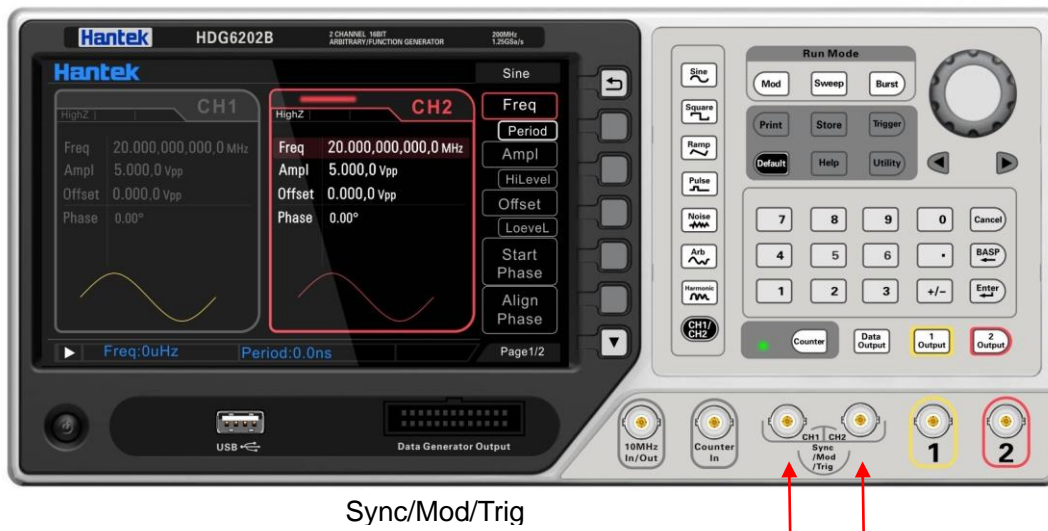 Hantek HDG6202B 2 CHANNEL 16BIT ARBITRARY/FUNCTION GENERATOR 200MHz 1.25GSa/s
Hantek Sine
CH1
HighZ
Freq 20.000,000,000,0 MHz
Ampl 5.000,0 Vpp
Offset 0.000,0 Vpp
Phase 0.00°
CH2
HighZ
Freq 20.000,000,000,0 MHz
Ampl 5.000,0 Vpp
Offset 0.000,0 Vpp
Phase 0.00°
Freq
Period
Ampl
HiLevel
Offset
LoeveL
Start
Phase
Align
Phase
Freq:0uHz Period:0.0ns Page1/2
Sine
Square
Ramp
Pulse
Noise
Arb
Harmonic
CH1/
CH2
Run Mode
Mod Sweep Burst
Print Store Trigger
Default Help Utility
7 8 9 0 Cancel
4 5 6 . BASP
1 2 3 +/− Enter
Counter
Data
Output
1
Output
2
Output
USB
Data Generator Output
10MHz
In/Out
Counter
In
CH1 CH2
Sync
/Mod
/Trig
1
2
Sync/Mod/Trig